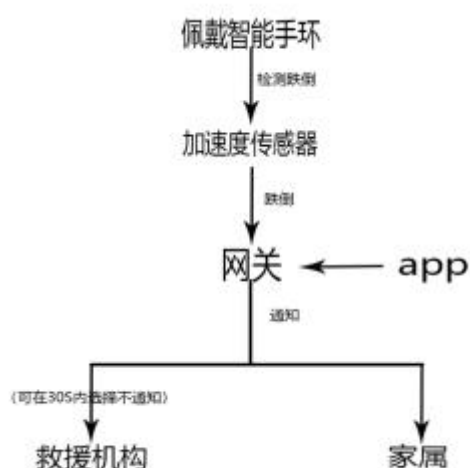 佩戴智能手环
检测跌倒
加速度传感器
跌倒
网关
app
通知
(可在30S内选择不通知)
救援机构
家属